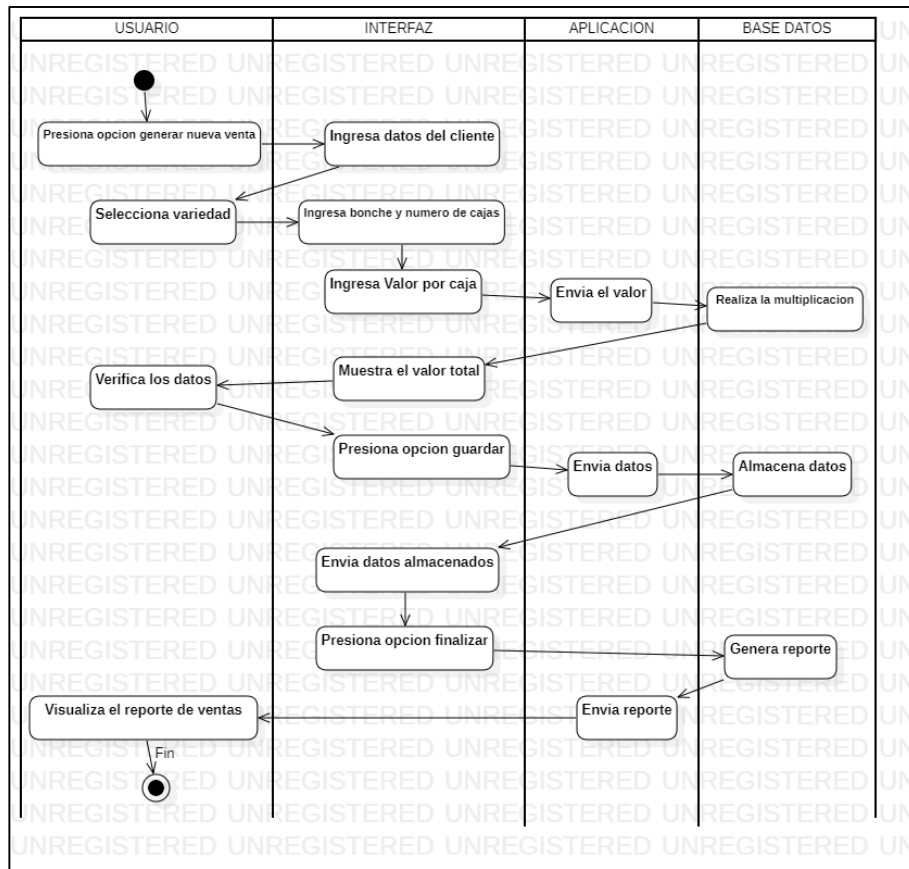 USUARIO INTERFAZ APLICACION BASE DATOS
Presiona opcion generar nueva venta
Ingresa datos del cliente
Selecciona variedad
Ingresa bonche y numero de cajas
Ingresa Valor por caja
Envia el valor
Realiza la multiplicacion
Muestra el valor total
Verifica los datos
Presiona opcion guardar
Envia datos
Almacena datos
Envia datos almacenados
Presiona opcion finalizar
Genera reporte
Envia reporte
Visualiza el reporte de ventas
Fin
UNREGISTERED